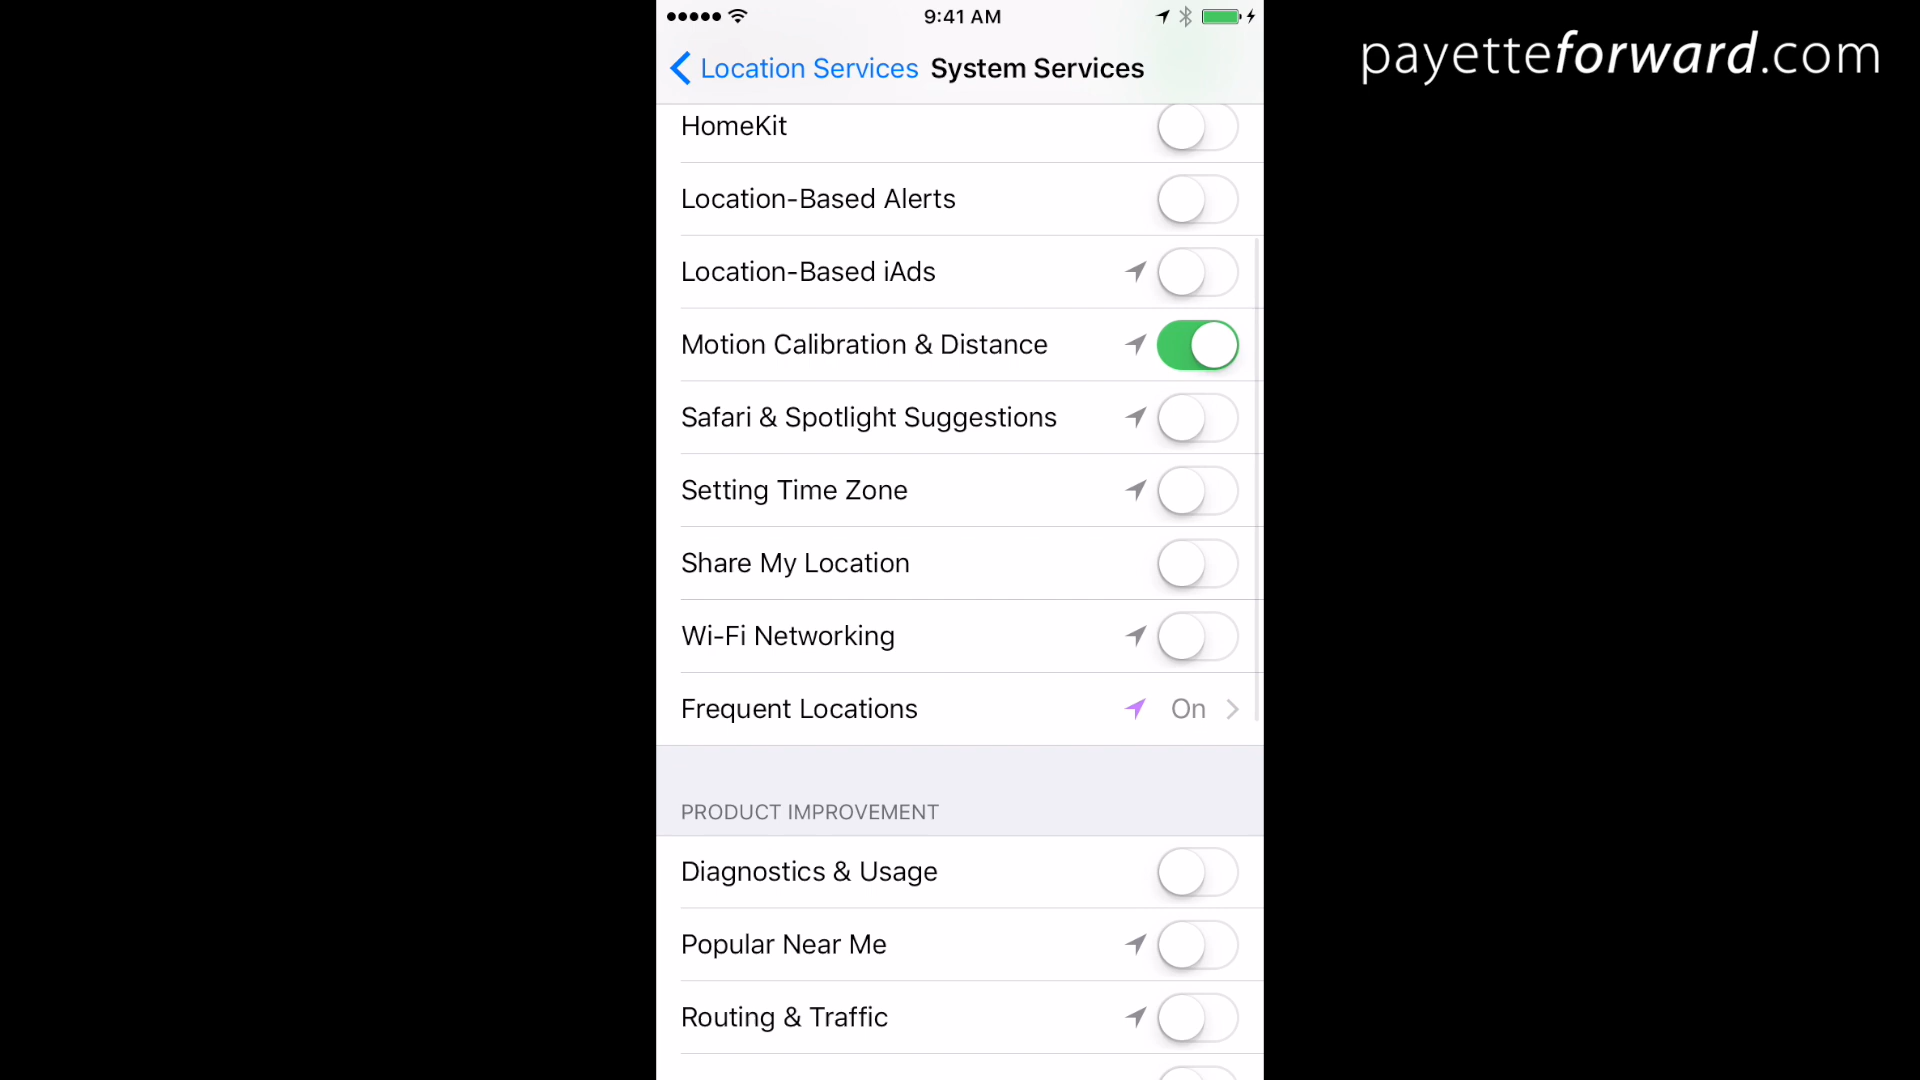 9:41 AM
payetteforward.com
Location Services System Services
HomeKit
Location-Based Alerts
Location-Based iAds
Motion Calibration & Distance
Safari & Spotlight Suggestions
Setting Time Zone
Share My Location
Wi-Fi Networking
Frequent Locations On
PRODUCT IMPROVEMENT
Diagnostics & Usage
Popular Near Me
Routing & Traffic